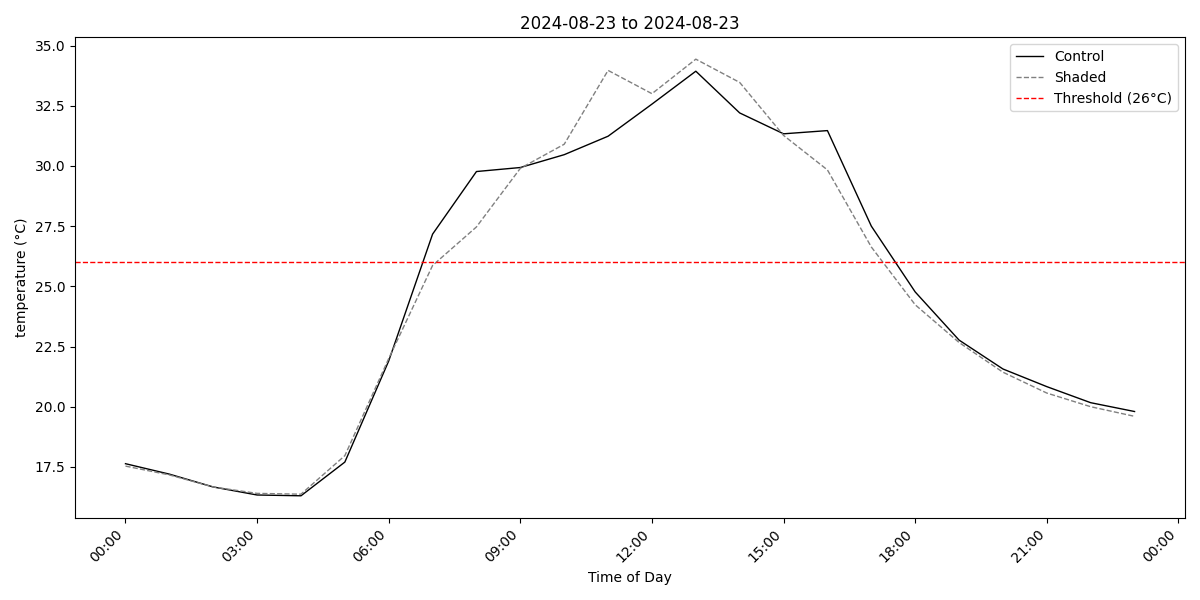 2024-08-23 to 2024-08-23
35.0
32.5
30.0
27.5
25.0
22.5
20.0
17.5
temperature (°C)
Control
Shaded
Threshold (26°C)
00:00
03:00
06:00
09:00
12:00
15:00
18:00
21:00
00:00
Time of Day